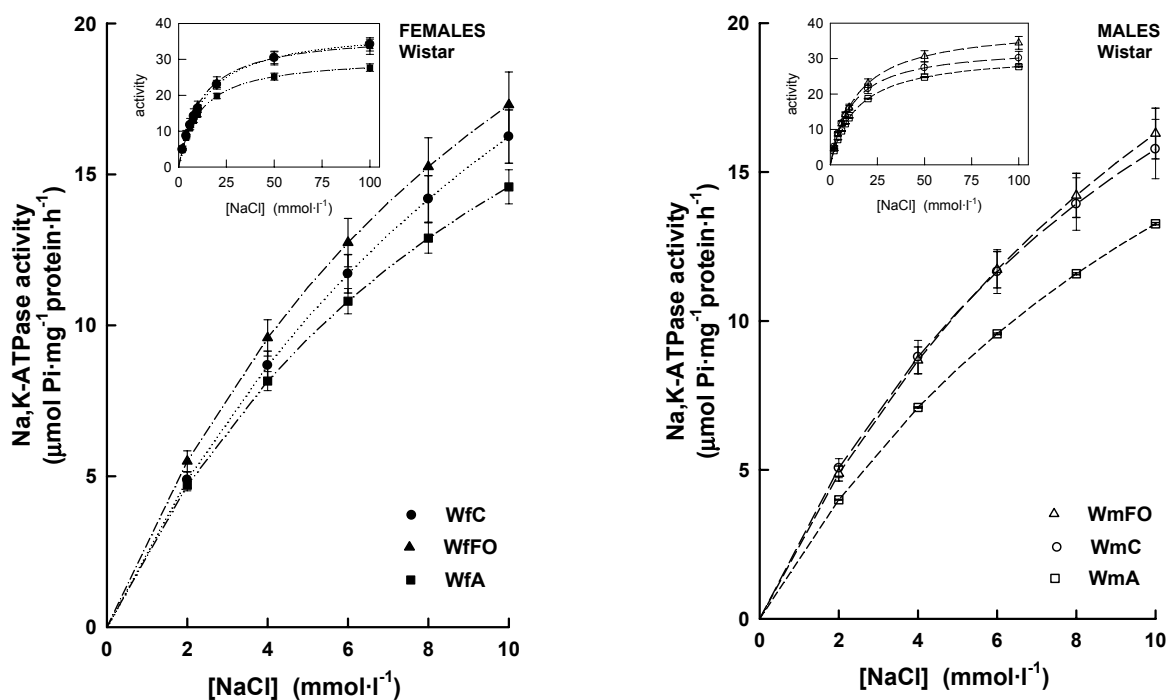 FEMALES
Wistar
activity
40
30
20
10
0
0 25 50 75 100
[NaCl] (mmol·l⁻¹)
Na,K-ATPase activity
(µmol Pi·mg⁻¹protein·h⁻¹)
20
15
10
5
0
WfC
WfFO
WfA
0 2 4 6 8 10
[NaCl] (mmol·l⁻¹)
MALES
Wistar
activity
40
30
20
10
0
0 25 50 75 100
[NaCl] (mmol·l⁻¹)
Na,K-ATPase activity
(µmol Pi·mg⁻¹protein·h⁻¹)
20
15
10
5
0
WmFO
WmC
WmA
0 2 4 6 8 10
[NaCl] (mmol·l⁻¹)